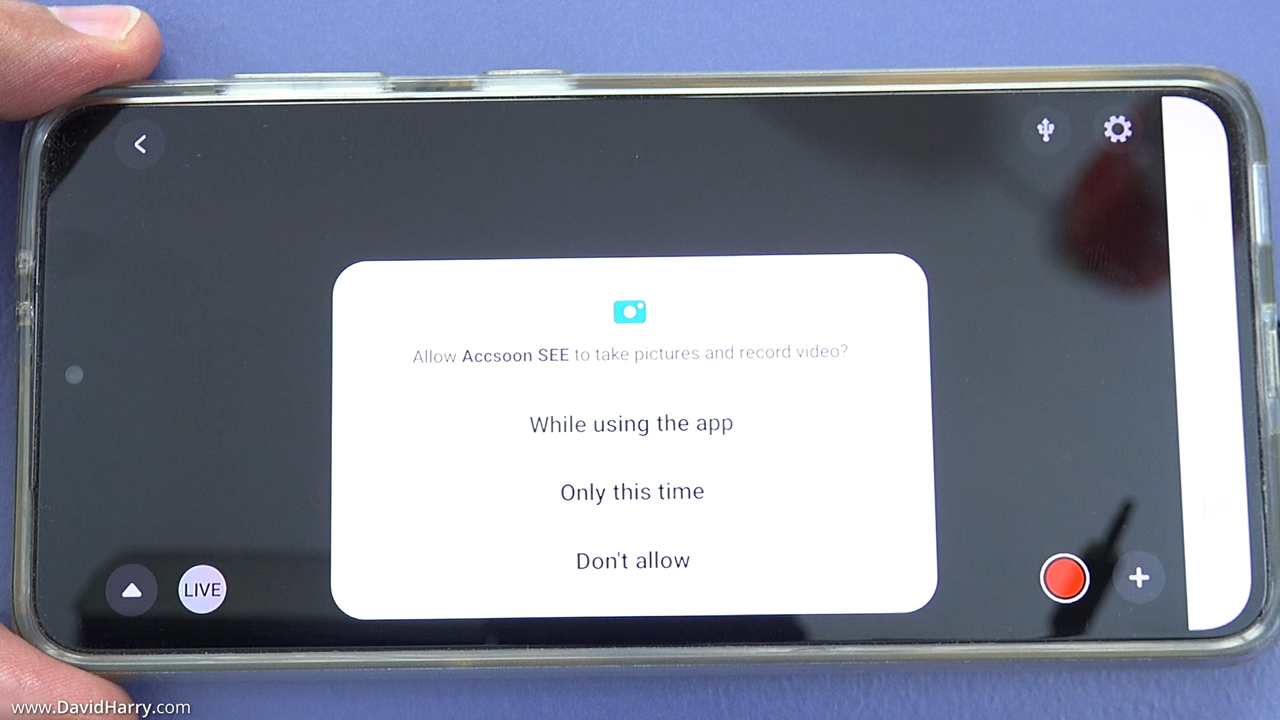 Allow Accsoon SEE to take pictures and record video?
While using the app
Only this time
Don't allow
LIVE
www.DavidHarry.com